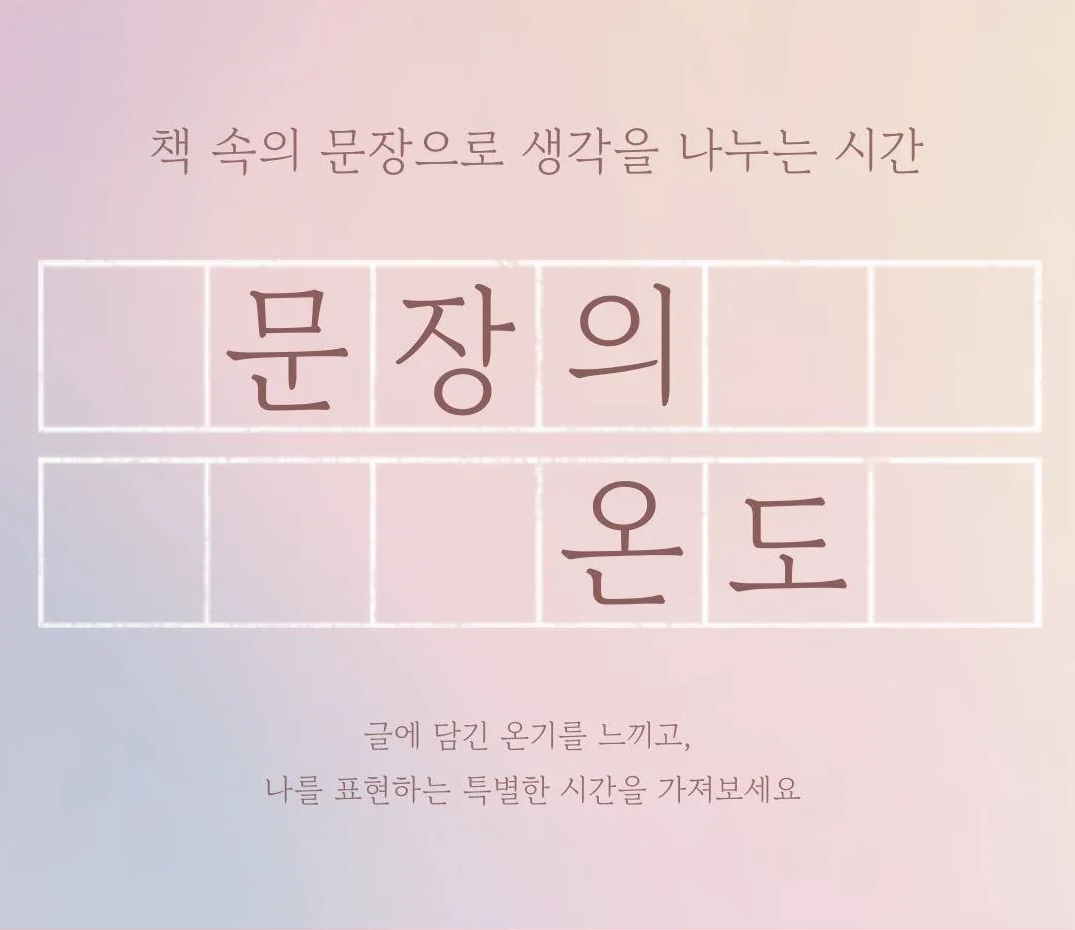 책 속의 문장으로 생각을 나누는 시간
문장의
온도
글에 담긴 온기를 느끼고,
나를 표현하는 특별한 시간을 가져보세요